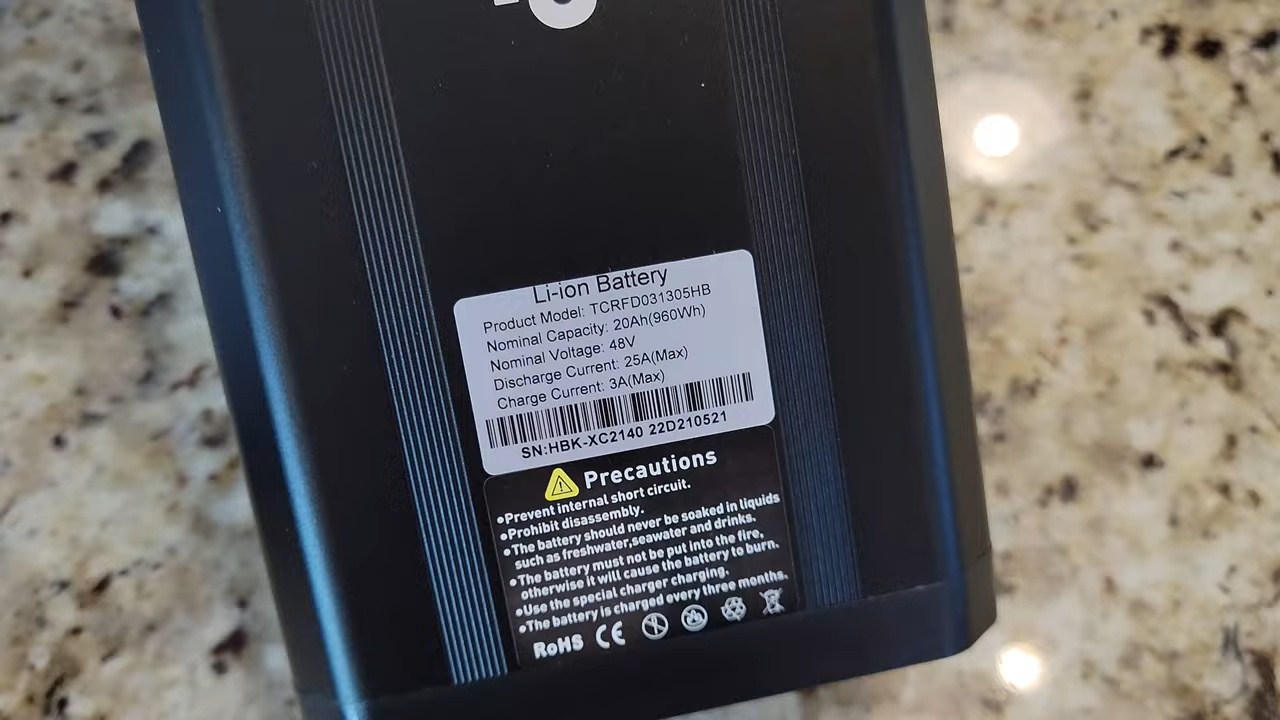 Li-ion Battery
Product Model: TCRFD031305HB
Nominal Capacity: 20Ah(960Wh)
Nominal Voltage: 48V
Discharge Current: 25A(Max)
Charge Current: 3A(Max)
SN:HBK-XC2140 22D210521
Precautions
•Prevent internal short circuit.
•Prohibit disassembly.
•The battery should never be soaked in liquids
such as freshwater,seawater and drinks.
•The battery must not be put into the fire,
otherwise it will cause the battery to burn.
•Use the special charger charging.
•The battery is charged every three months.
RoHS CE